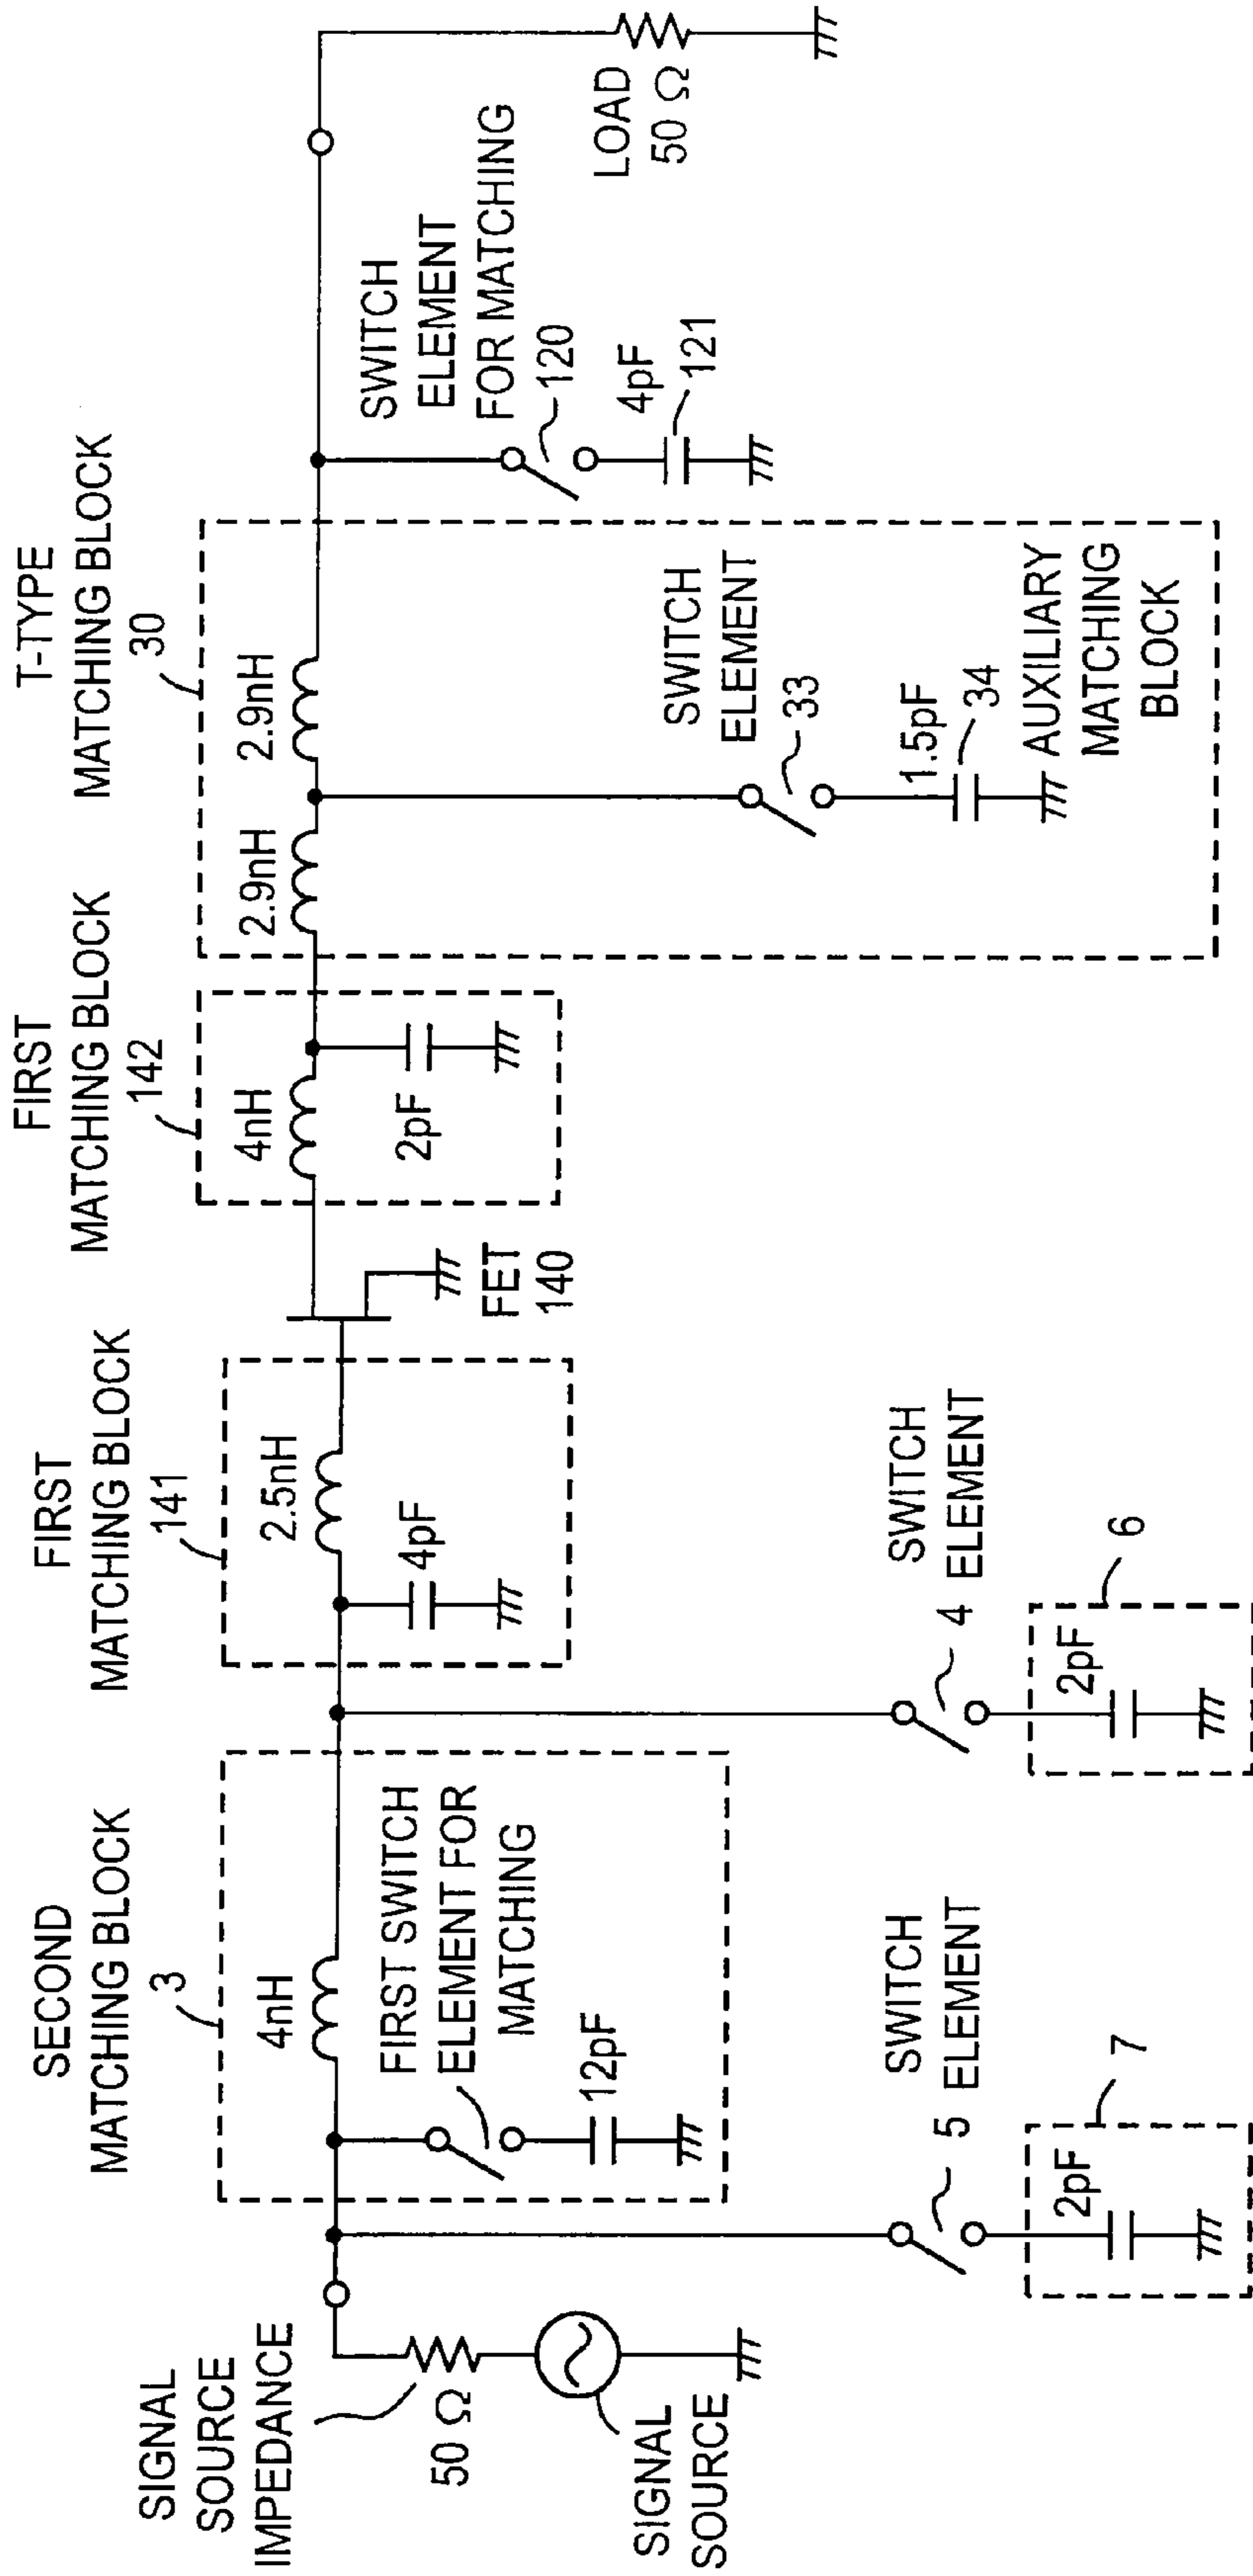 SIGNAL
SOURCE
IMPEDANCE
50 Ω
SIGNAL
SOURCE
SECOND
MATCHING BLOCK
3
4nH
FIRST SWITCH
ELEMENT FOR
MATCHING
12pF
SWITCH
5 ELEMENT
7
2pF
FIRST
MATCHING BLOCK
141
2.5nH
4pF
SWITCH
4 ELEMENT
6
2pF
FET
140
FIRST
MATCHING BLOCK
142
4nH
2pF
T-TYPE
MATCHING BLOCK
30
2.9nH
2.9nH
SWITCH
ELEMENT
33
1.5pF
34
AUXILIARY
MATCHING
BLOCK
SWITCH
ELEMENT
FOR MATCHING
120
4pF
121
LOAD
50 Ω